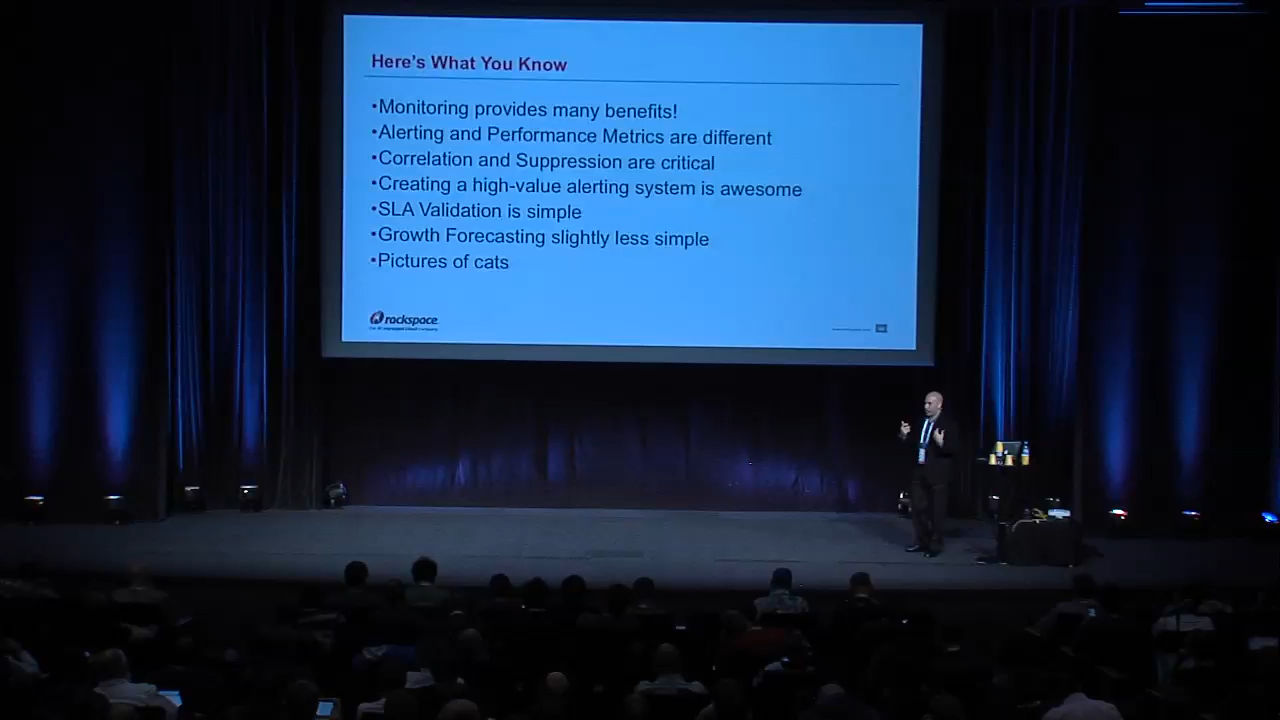 Here's What You Know
•Monitoring provides many benefits!
•Alerting and Performance Metrics are different
•Correlation and Suppression are critical
•Creating a high-value alerting system is awesome
•SLA Validation is simple
•Growth Forecasting slightly less simple
•Pictures of cats
rackspace